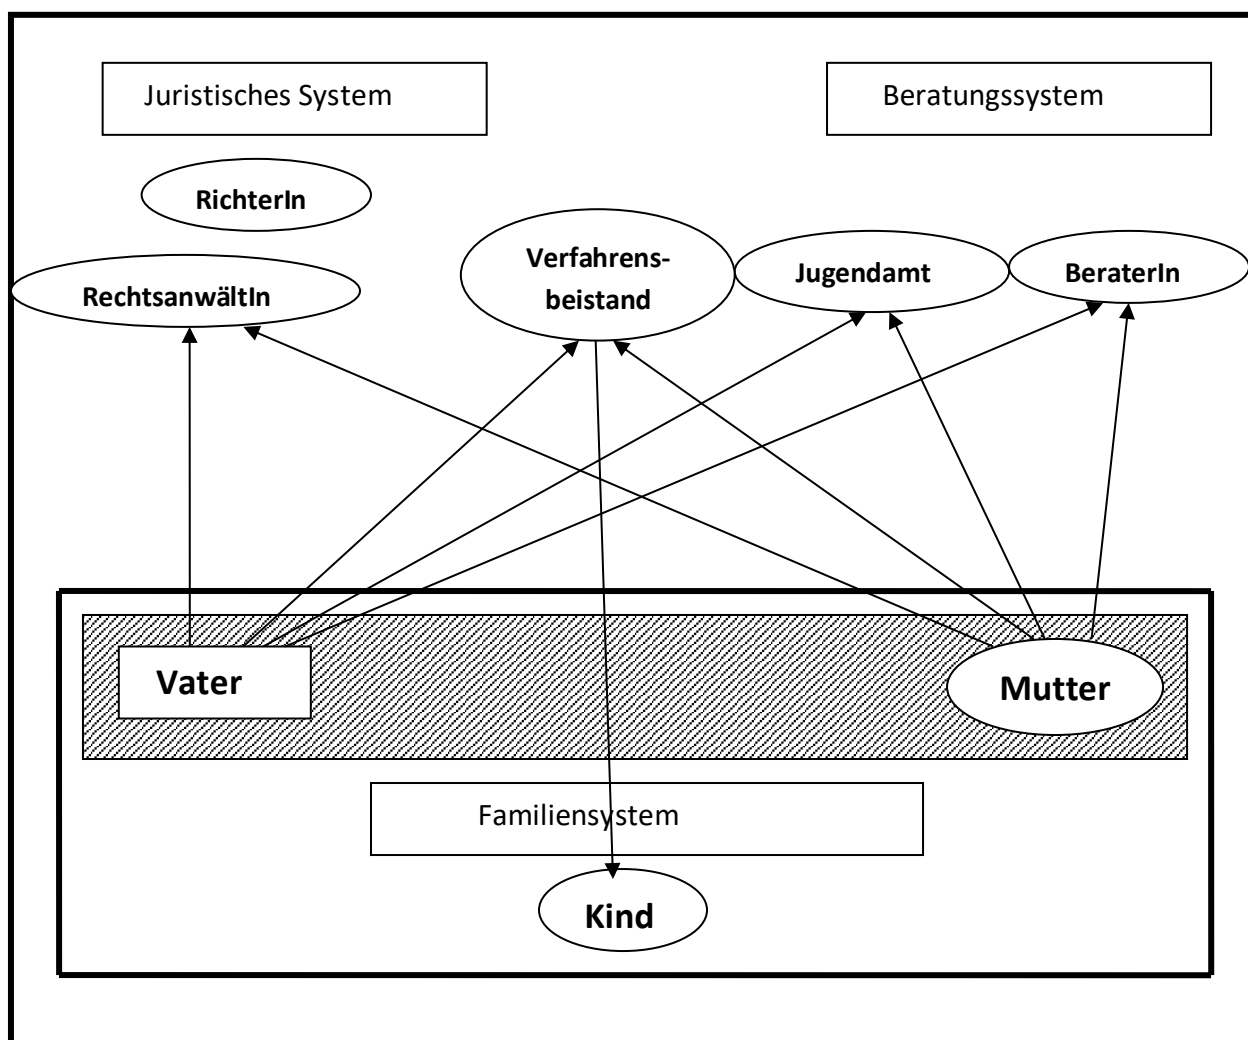 Juristisches System
Beratungssystem
RichterIn
Verfahrens-
beistand
Jugendamt
BeraterIn
RechtsanwältIn
Vater
Mutter
Familiensystem
Kind